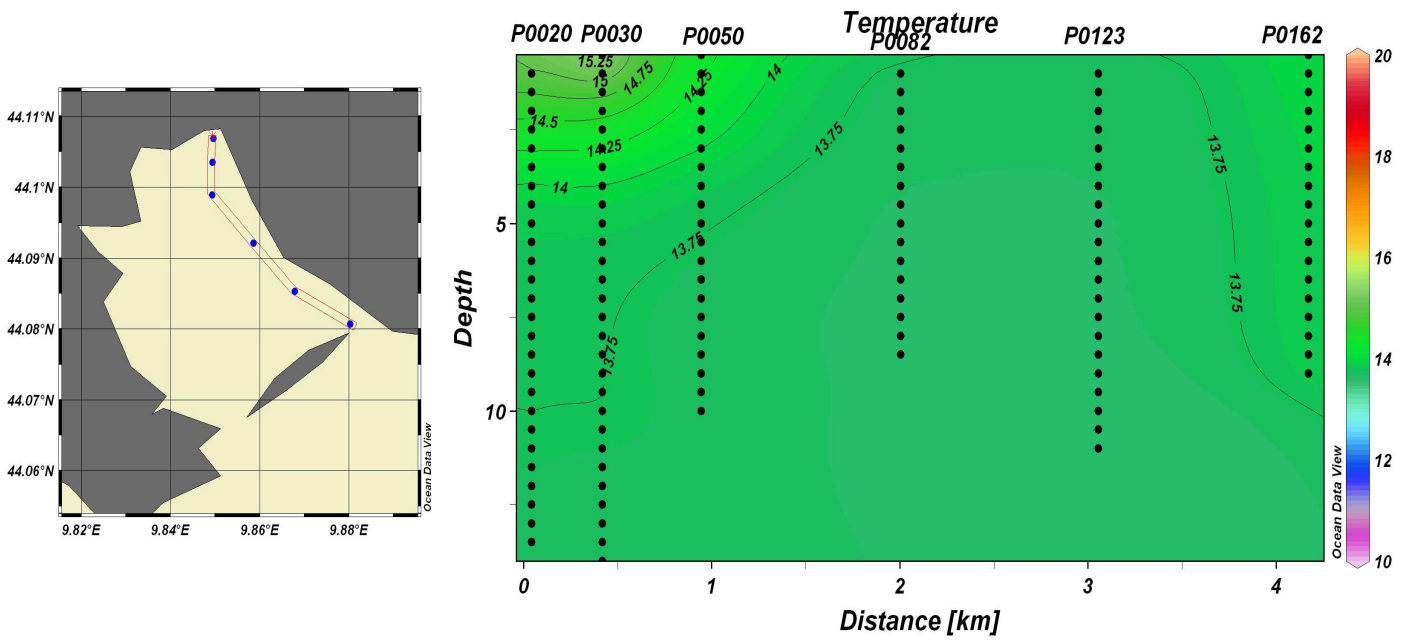 44.11°N
44.1°N
44.09°N
44.08°N
44.07°N
44.06°N
9.82°E
9.84°E
9.86°E
9.88°E
Ocean Data View
Temperature
P0020 P0030 P0050 P0082 P0123 P0162
15.25
15
14.75
14.5
14.25
14.25
14
14
13.75
13.75
13.75
13.75
13.75
Depth
5
10
0 1 2 3 4
Distance [km]
Ocean Data View
20
18
16
14
12
10